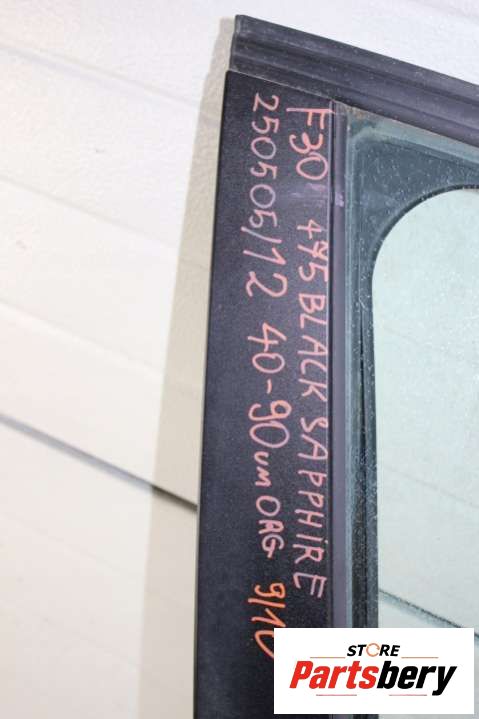 F30 475 BLACK SAPPHIRE
250505/12 40-90um ORG 9/10
STORE
Partsbery